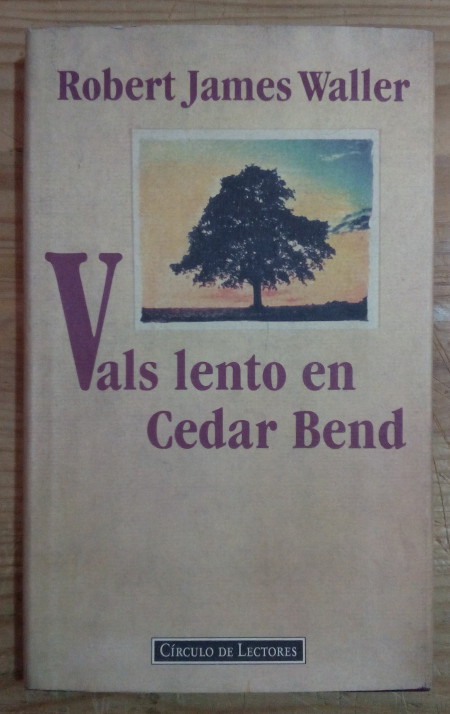 Robert James Waller
Vals lento en
Cedar Bend
CÍRCULO DE LECTORES